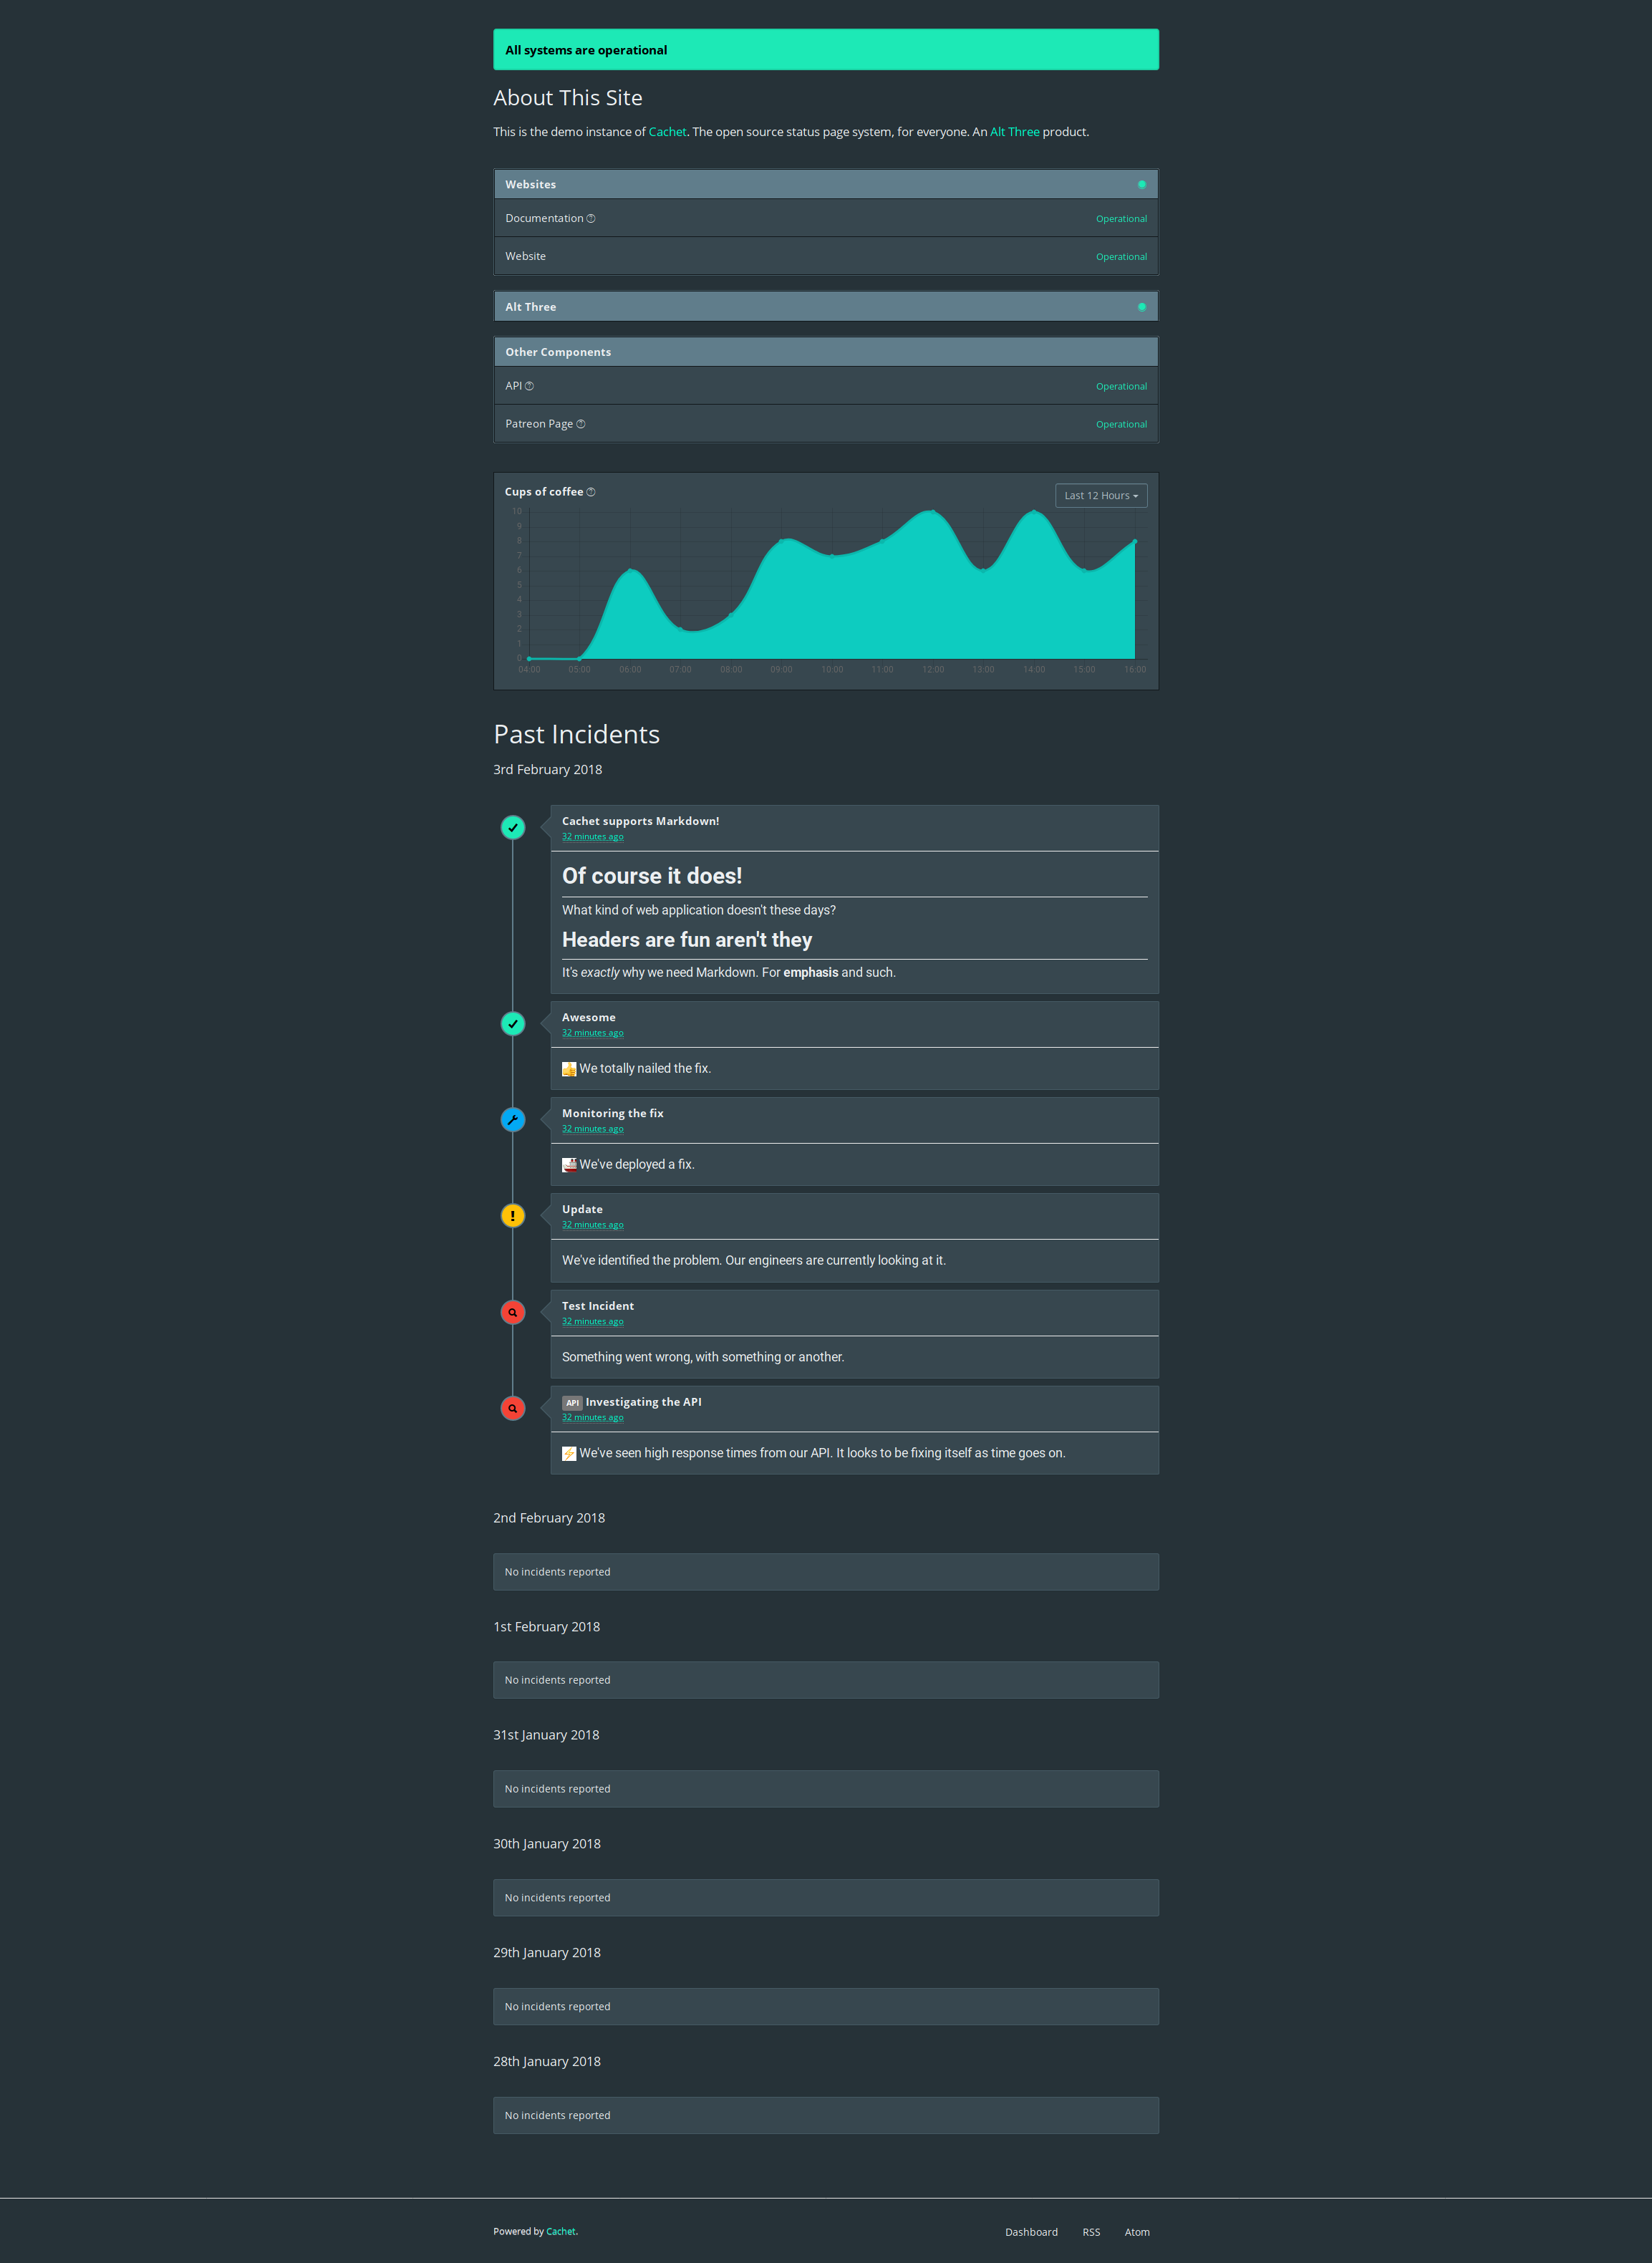 All systems are operational
About This Site
This is the demo instance of Cachet. The open source status page system, for everyone. An Alt Three product.
Websites
Documentation
Operational
Website
Operational
Alt Three
Other Components
API
Operational
Patreon Page
Operational
Cups of coffee
Last 12 Hours
10
9
8
7
6
5
4
3
2
1
0
04:00 05:00 06:00 07:00 08:00 09:00 10:00 11:00 12:00 13:00 14:00 15:00 16:00
Past Incidents
3rd February 2018
Cachet supports Markdown!
32 minutes ago
Of course it does!
What kind of web application doesn't these days?
Headers are fun aren't they
It's exactly why we need Markdown. For emphasis and such.
Awesome
32 minutes ago
We totally nailed the fix.
Monitoring the fix
32 minutes ago
We've deployed a fix.
Update
32 minutes ago
We've identified the problem. Our engineers are currently looking at it.
Test Incident
32 minutes ago
Something went wrong, with something or another.
API Investigating the API
32 minutes ago
We've seen high response times from our API. It looks to be fixing itself as time goes on.
2nd February 2018
No incidents reported
1st February 2018
No incidents reported
31st January 2018
No incidents reported
30th January 2018
No incidents reported
29th January 2018
No incidents reported
28th January 2018
No incidents reported
Powered by Cachet.
Dashboard RSS Atom